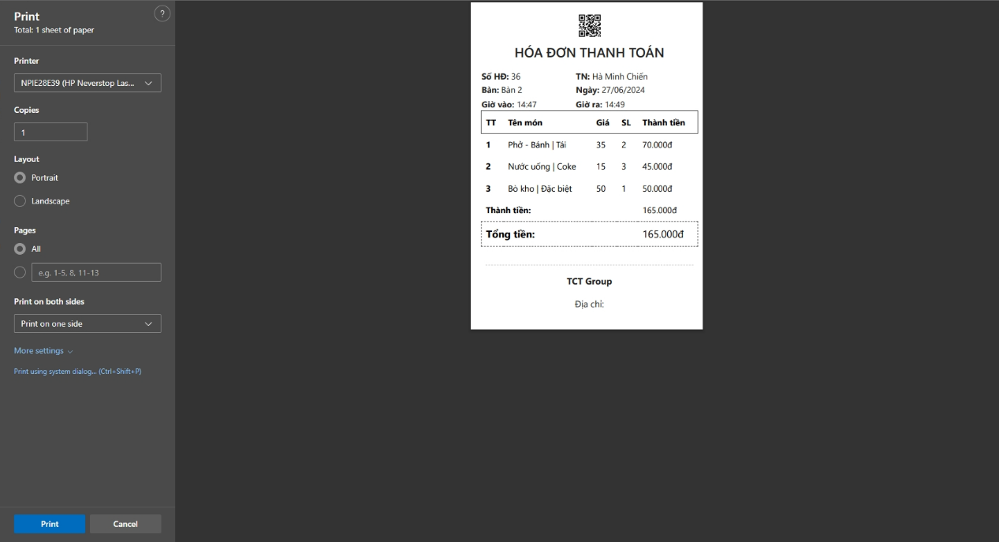 Print
?
Total: 1 sheet of paper
Printer
NPIE28E39 (HP Neverstop Las...
Copies
1
Layout
Portrait
Landscape
Pages
All
e.g. 1-5, 8, 11-13
Print on both sides
Print on one side
More settings
Print using system dialog... (Ctrl+Shift+P)
Print Cancel
HÓA ĐƠN THANH TOÁN
Số HĐ: 36 TN: Hà Minh Chiến
Bàn: Bàn 2 Ngày: 27/06/2024
Giờ vào: 14:47 Giờ ra: 14:49
TT Tên món Giá SL Thành tiền
1 Phở - Bánh | Tái 35 2 70.000đ
2 Nước uống | Coke 15 3 45.000đ
3 Bò kho | Đặc biệt 50 1 50.000đ
Thành tiền: 165.000đ
Tổng tiền: 165.000đ
TCT Group
Địa chỉ: